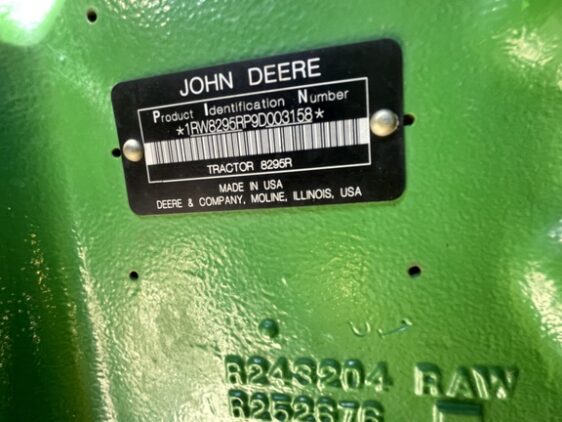 JOHN DEERE
Product Identification Number
*1RW8295RP9D003158*
TRACTOR 8295R
MADE IN USA
DEERE & COMPANY, MOLINE, ILLINOIS, USA
R243204 RAW
R252676